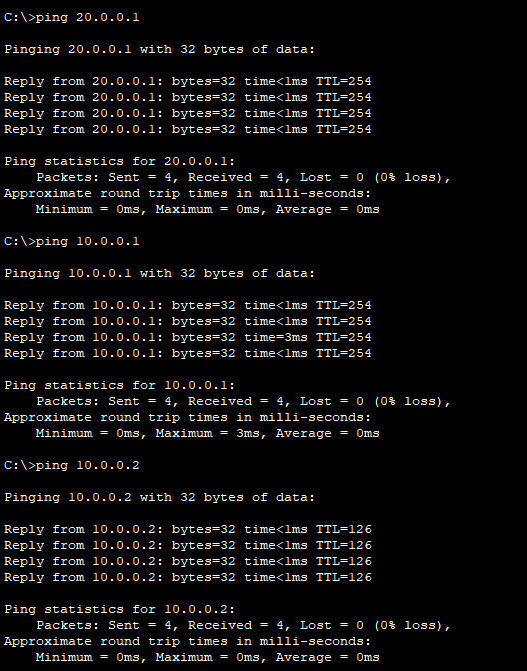 C:\>ping 20.0.0.1
Pinging 20.0.0.1 with 32 bytes of data:
Reply from 20.0.0.1: bytes=32 time<1ms TTL=254
Reply from 20.0.0.1: bytes=32 time<1ms TTL=254
Reply from 20.0.0.1: bytes=32 time<1ms TTL=254
Reply from 20.0.0.1: bytes=32 time<1ms TTL=254
Ping statistics for 20.0.0.1:
    Packets: Sent = 4, Received = 4, Lost = 0 (0% loss),
Approximate round trip times in milli-seconds:
    Minimum = 0ms, Maximum = 0ms, Average = 0ms
C:\>ping 10.0.0.1
Pinging 10.0.0.1 with 32 bytes of data:
Reply from 10.0.0.1: bytes=32 time<1ms TTL=254
Reply from 10.0.0.1: bytes=32 time<1ms TTL=254
Reply from 10.0.0.1: bytes=32 time=3ms TTL=254
Reply from 10.0.0.1: bytes=32 time<1ms TTL=254
Ping statistics for 10.0.0.1:
    Packets: Sent = 4, Received = 4, Lost = 0 (0% loss),
Approximate round trip times in milli-seconds:
    Minimum = 0ms, Maximum = 3ms, Average = 0ms
C:\>ping 10.0.0.2
Pinging 10.0.0.2 with 32 bytes of data:
Reply from 10.0.0.2: bytes=32 time<1ms TTL=126
Reply from 10.0.0.2: bytes=32 time<1ms TTL=126
Reply from 10.0.0.2: bytes=32 time<1ms TTL=126
Reply from 10.0.0.2: bytes=32 time<1ms TTL=126
Ping statistics for 10.0.0.2:
    Packets: Sent = 4, Received = 4, Lost = 0 (0% loss),
Approximate round trip times in milli-seconds:
    Minimum = 0ms, Maximum = 0ms, Average = 0ms